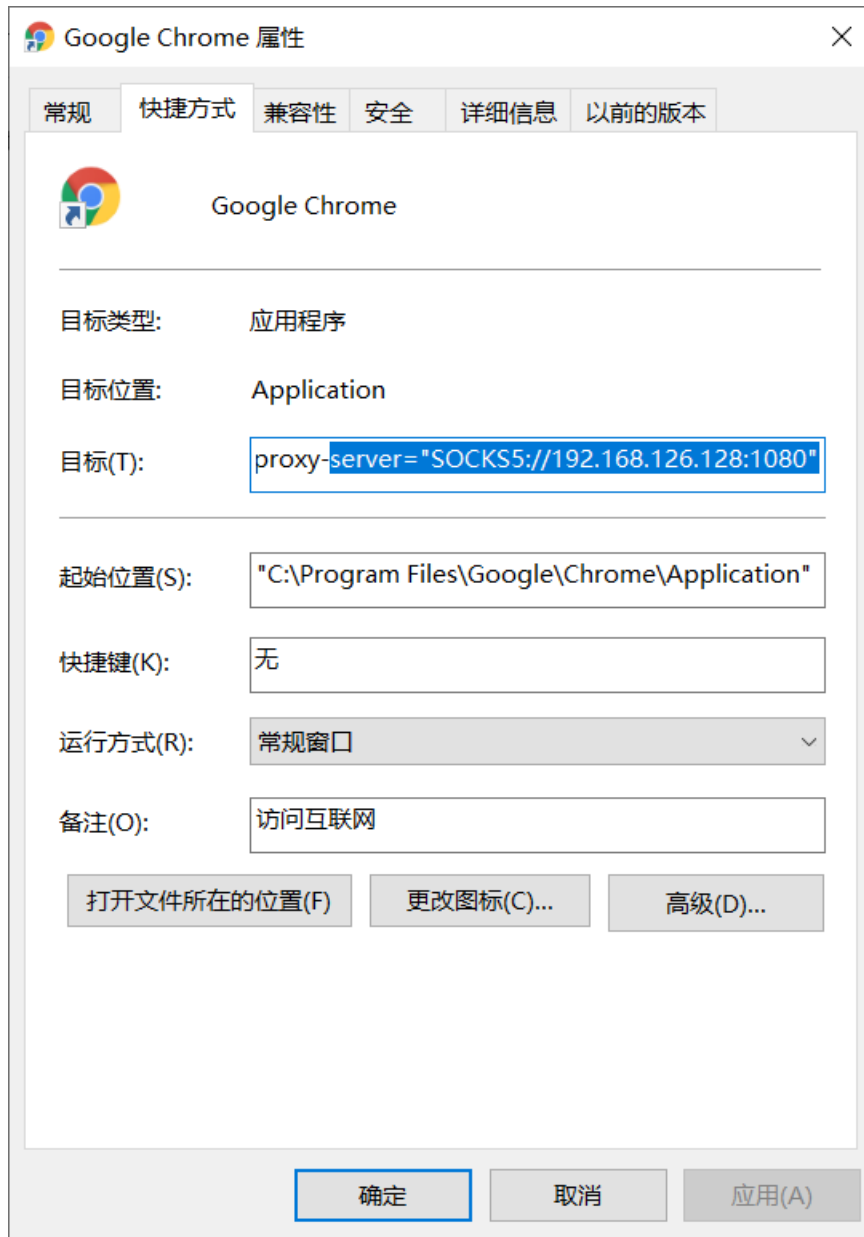 Google Chrome 属性
常规 快捷方式 兼容性 安全 详细信息 以前的版本
Google Chrome
目标类型: 应用程序
目标位置: Application
目标(T): proxy-server="SOCKS5://192.168.126.128:1080"
起始位置(S): "C:\Program Files\Google\Chrome\Application"
快捷键(K): 无
运行方式(R): 常规窗口
备注(O): 访问互联网
打开文件所在的位置(F) 更改图标(C)... 高级(D)...
确定 取消 应用(A)